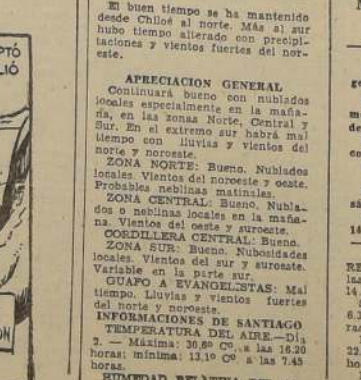 PTÓ
LIÓ
ON
El buen tiempo se ha mantenido
desde Chiloé al norte. Más al sur
hubo tiempo alterado con precipi-
taciones y vientos fuertes del nor-
este.
APRECIACION GENERAL
Continuará bueno con nublados
locales especialmente en la maña-
na, en las zonas Norte, Central y
Sur. En el extremo sur habrá mal
tiempo con lluvias y vientos del
norte y noroeste.
ZONA NORTE: Bueno. Nublados
locales. Vientos del noroeste y oeste.
Probables neblinas matinales.
ZONA CENTRAL: Bueno. Nubla-
dos o neblinas locales en la maña-
na. Vientos del oeste y suroeste.
CORDILLERA CENTRAL: Bueno.
ZONA SUR: Bueno. Nubosidades
locales. Vientos del sur y suroeste.
Variable en la parte sur.
GUAFO A EVANGELISTAS: Mal
tiempo. Lluvias y vientos fuertes
del norte y noroeste.
INFORMACIONES DE SANTIAGO
TEMPERATURA DEL AIRE.—Día
2. — Máxima: 30,6º Cº, a las 16.20
horas; mínima: 13,1º Cº a las 7.45
horas.
HUMEDAD RELATIVA